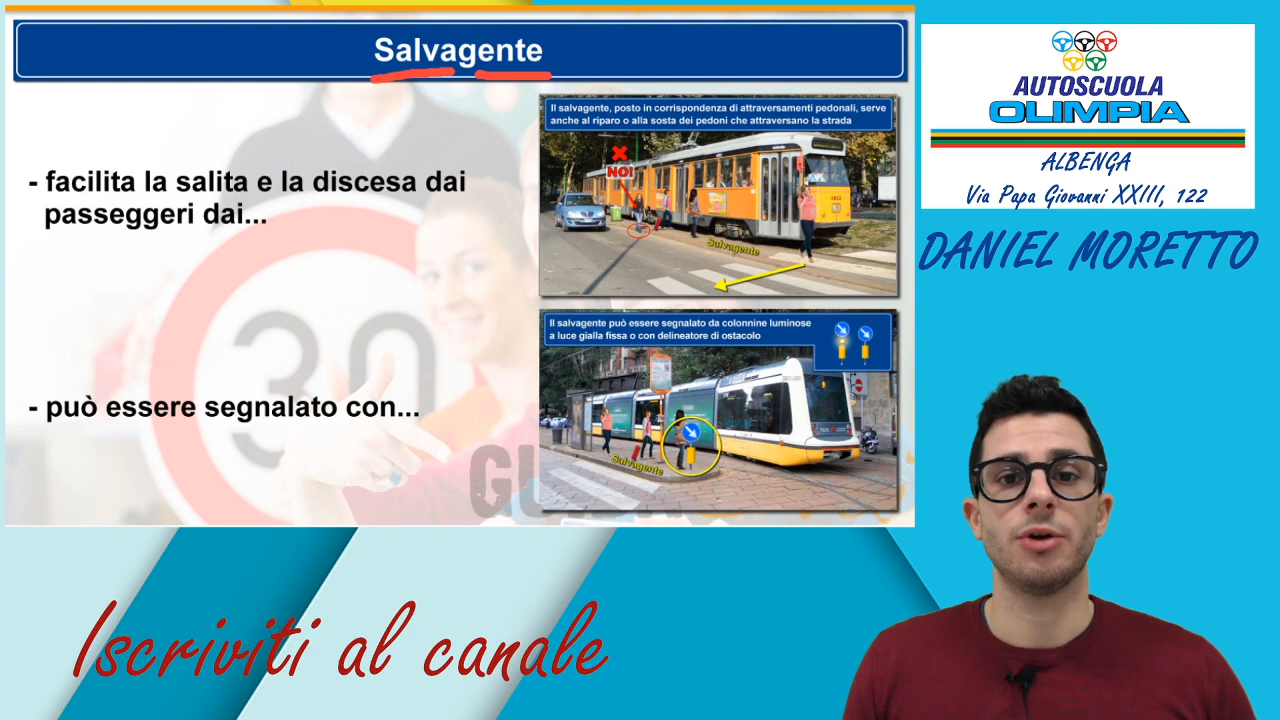 Salvagente
- facilita la salita e la discesa dai
passeggeri dai...
- può essere segnalato con...
Il salvagente, posto in corrispondenza di attraversamenti pedonali, serve
anche al riparo o alla sosta dei pedoni che attraversano la strada
NO!
Salvagente
Il salvagente può essere segnalato da colonnine luminose
a luce gialla fissa o con delineatore di ostacolo
Salvagente
30
AUTOSCUOLA
OLIMPIA
ALBENGA
Via Papa Giovanni XXIII, 122
DANIEL MORETTO
Iscriviti al canale